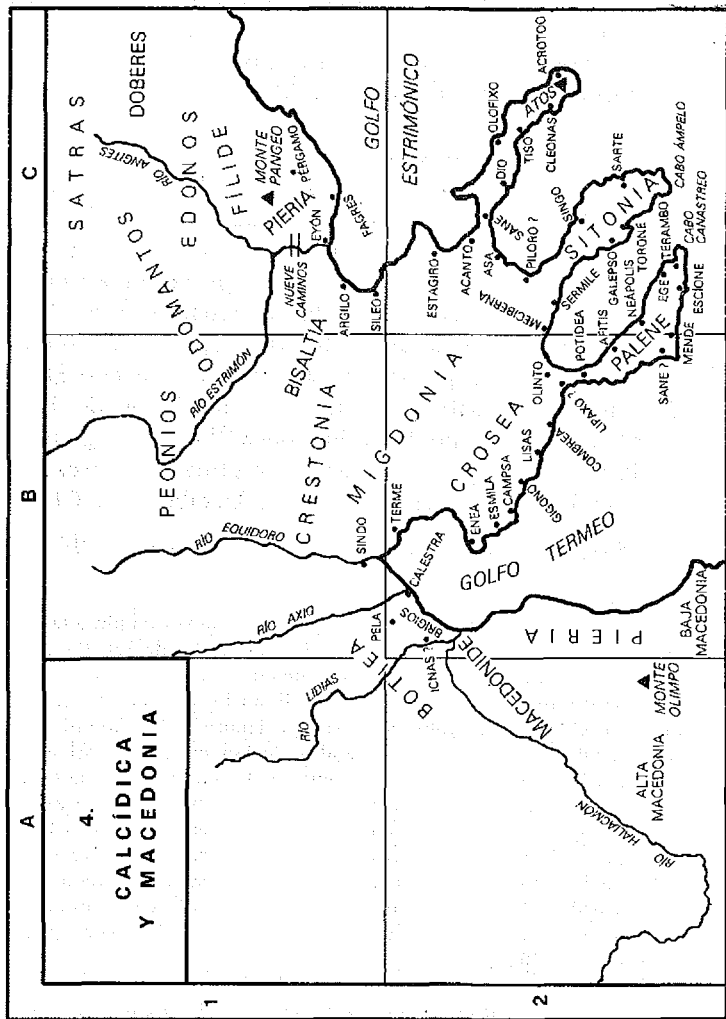 A
B
C
1
2
4.
CALCÍDICA
Y MACEDONIA
SATRAS
DOBERES
RÍO ANGITES
EDONOS
FÍLIDE
ODOMANTOS
PEONIOS
RÍO ESTRIMÓN
MONTE
PANGEO
PÉRGAMO
PIERIA
PAGRES
EYÓN
NUEVE
CAMINOS
BISALTIA
ARGILO
SILEO
CRESTONIA
RÍO EQUIDORO
SINDO
RÍO AXIO
RÍO LIDIAS
GOLFO
ESTRIMÓNICO
ESTAGIRO
ACANTO
ASA
SANE
PILORO ?
DIO
OLOFIXO
TISO
CLEONAS
ATOS
ACROTOO
SINGO
SARTE
SITONIA
CABO ÁMPELO
MECIBERNA
SERMILE
GALEPSO
TORONE
TERAMBO
CABO
CANASTREO
POTIDEA
AFITIS
NEÁPOLIS
EGE
ESCIONE
MENDE
SANE ?
PALENE
OLINTO
LIPAXO ?
COMBREA
LISAS
GIGONO
CAMPSA
ESMILA
ENEA
CROSEA
MIGDONIA
TERME
CALESTRA
GOLFO TERMEO
PELA
BRIGIOS
ICNAS ?
BOTIEA
MACEDÓNIDE
PIERIA
BAJA
MACEDONIA
MONTE
OLIMPO
ALTA
MACEDONIA
RÍO HALIACMÓN